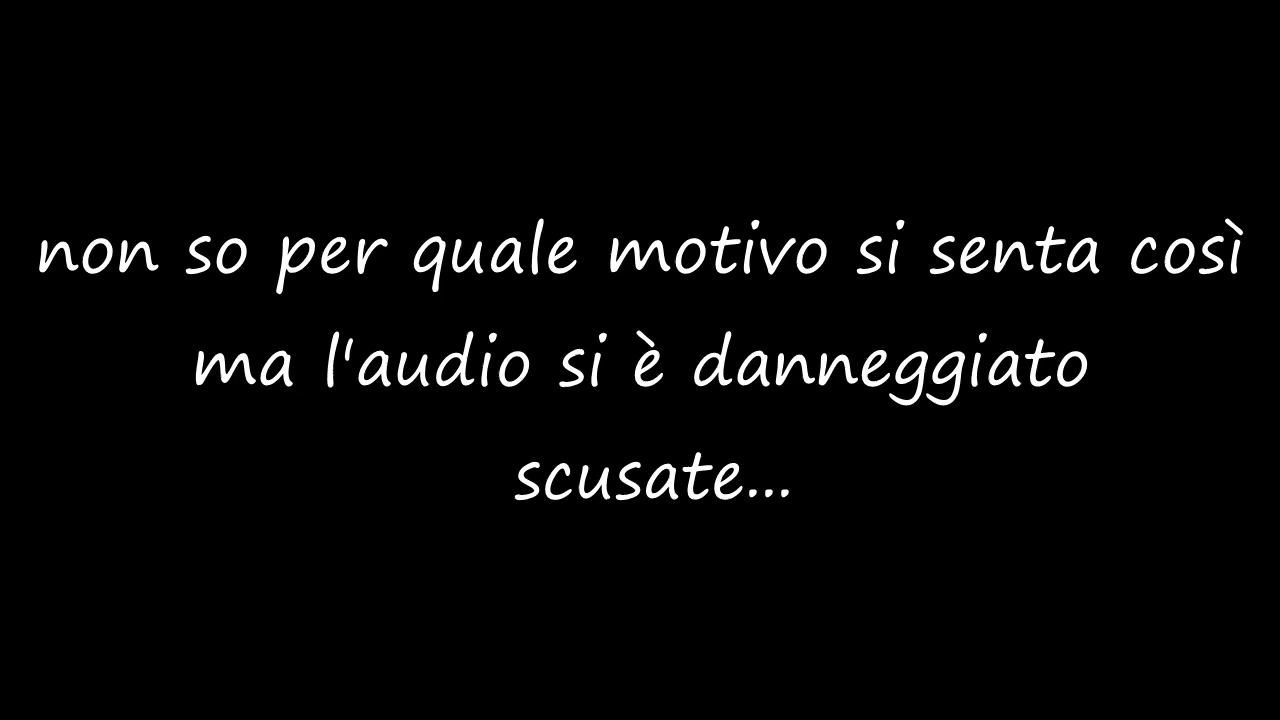 non so per quale motivo si senta così
ma l'audio si è danneggiato
scusate...